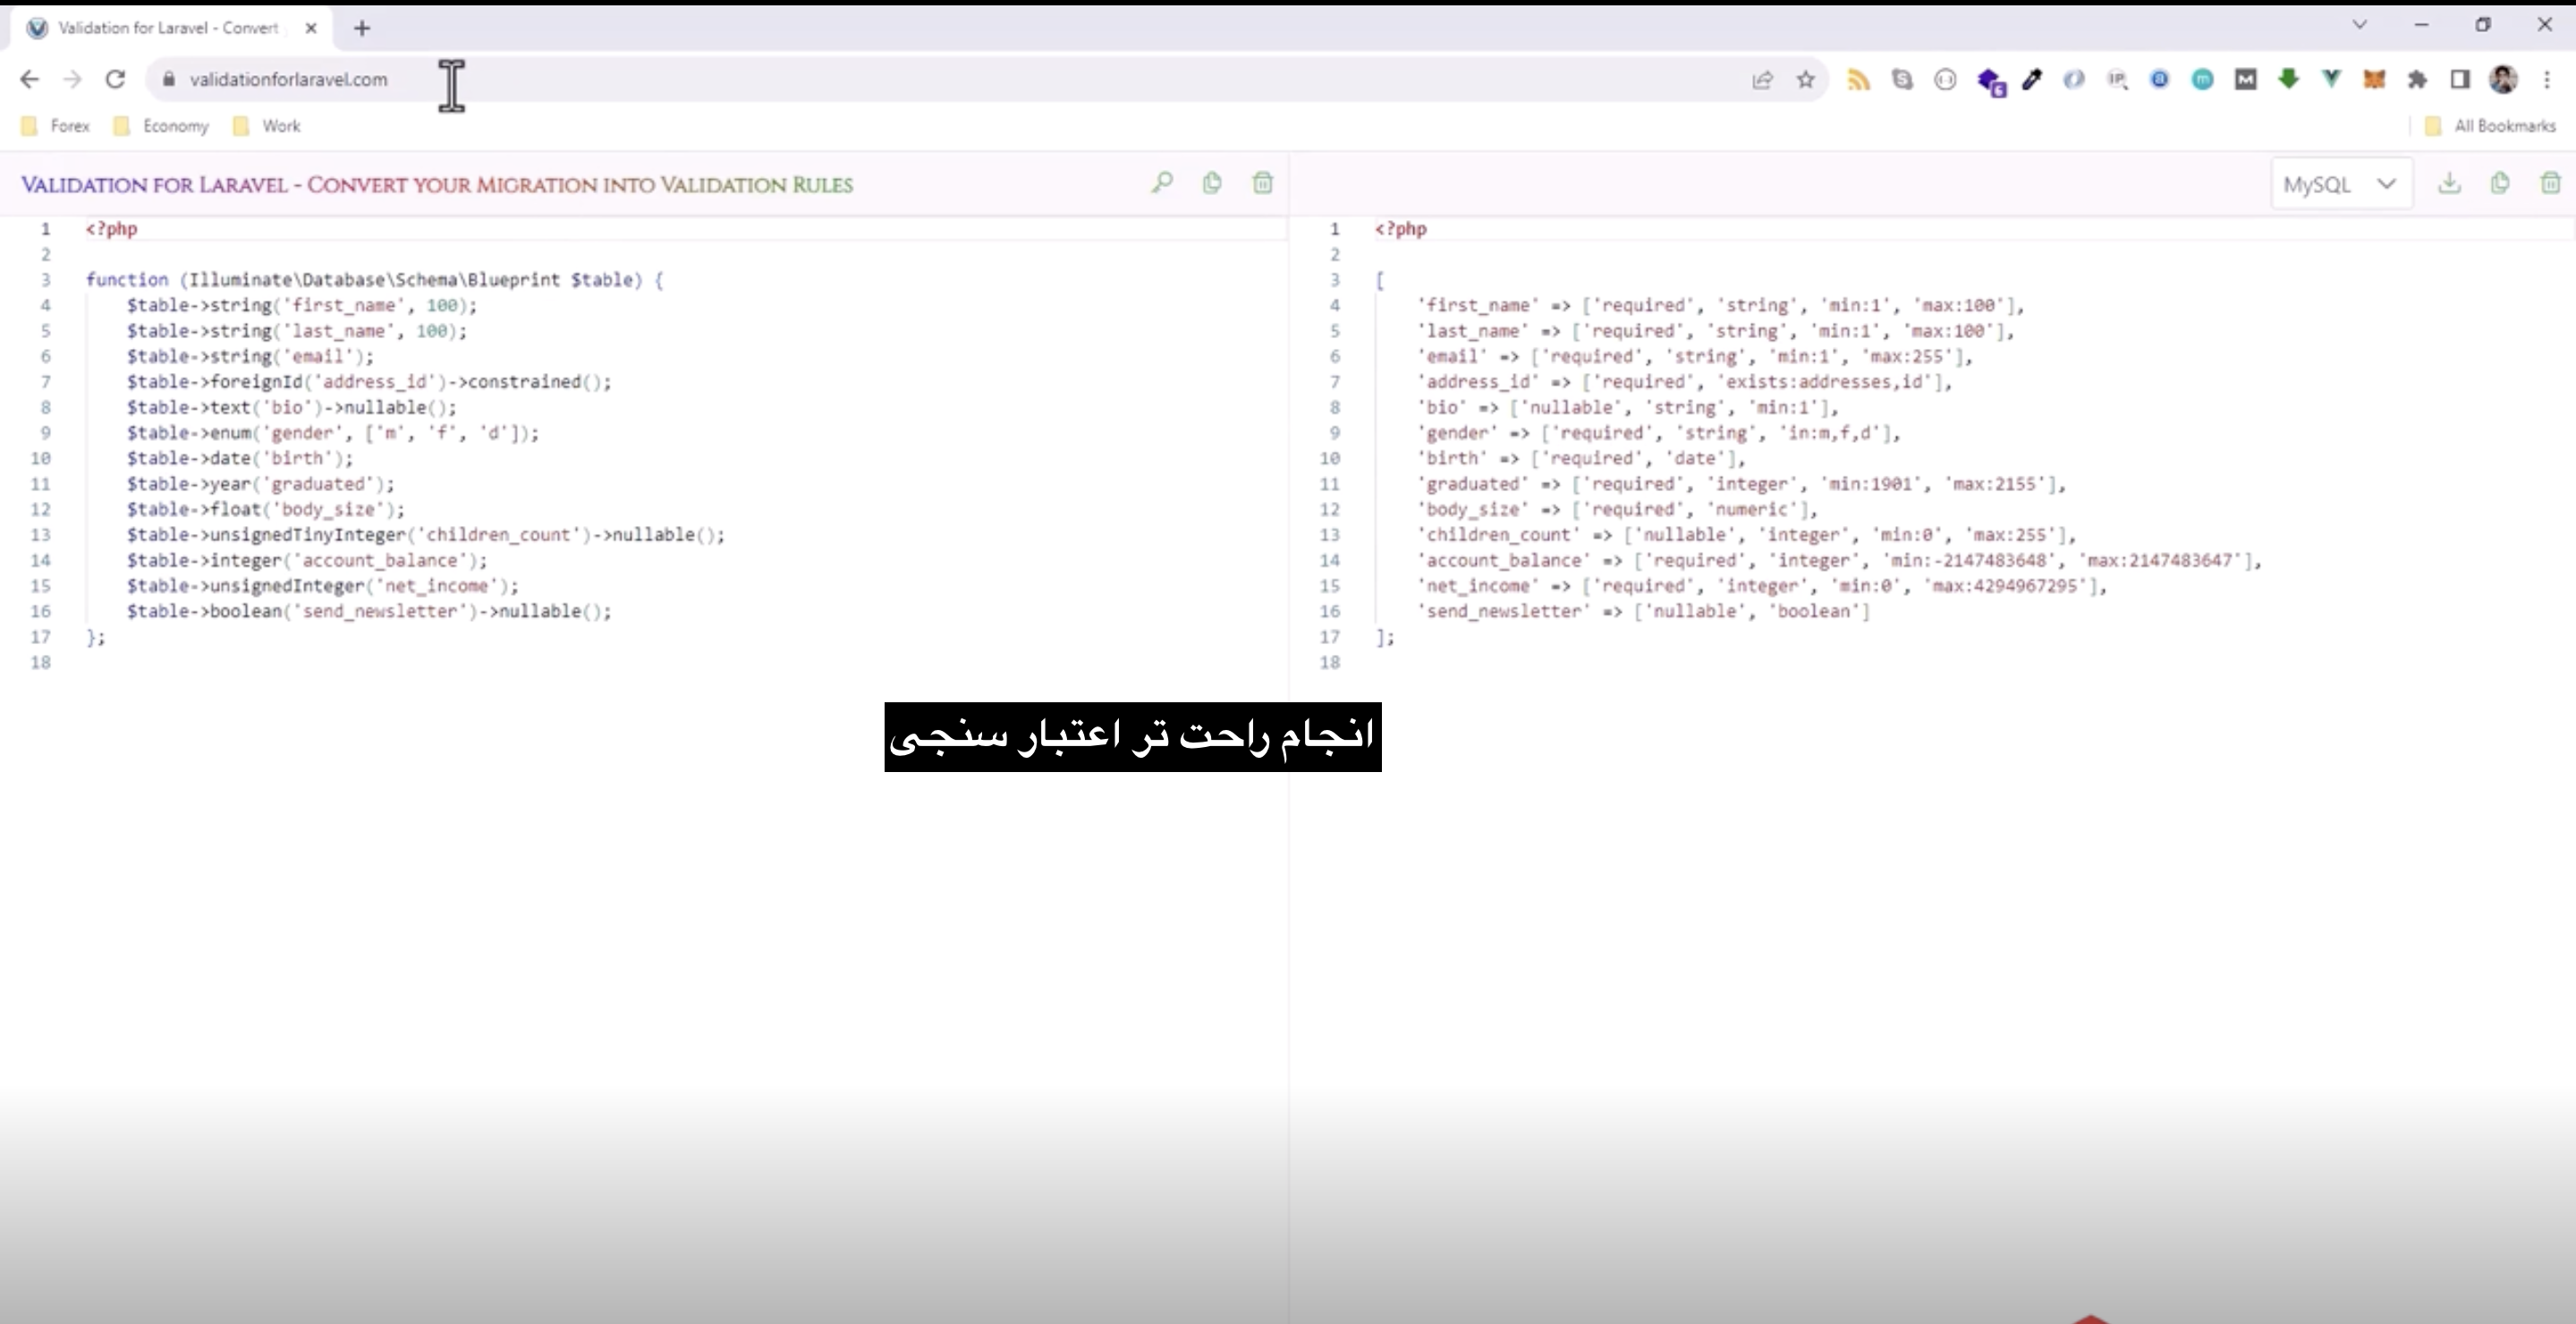 Validation for Laravel - Convert
validationforlaravel.com
Forex Economy Work All Bookmarks
VALIDATION FOR LARAVEL - CONVERT YOUR MIGRATION INTO VALIDATION RULES
MySQL
1 <?php
2
3 function (Illuminate\Database\Schema\Blueprint $table) {
4 $table->string('first_name', 100);
5 $table->string('last_name', 100);
6 $table->string('email');
7 $table->foreignId('address_id')->constrained();
8 $table->text('bio')->nullable();
9 $table->enum('gender', ['m', 'f', 'd']);
10 $table->date('birth');
11 $table->year('graduated');
12 $table->float('body_size');
13 $table->unsignedTinyInteger('children_count')->nullable();
14 $table->integer('account_balance');
15 $table->unsignedInteger('net_income');
16 $table->boolean('send_newsletter')->nullable();
17 };
18
1 <?php
2
3 [
4 'first_name' => ['required', 'string', 'min:1', 'max:100'],
5 'last_name' => ['required', 'string', 'min:1', 'max:100'],
6 'email' => ['required', 'string', 'min:1', 'max:255'],
7 'address_id' => ['required', 'exists:addresses,id'],
8 'bio' => ['nullable', 'string', 'min:1'],
9 'gender' => ['required', 'string', 'in:m,f,d'],
10 'birth' => ['required', 'date'],
11 'graduated' => ['required', 'integer', 'min:1901', 'max:2155'],
12 'body_size' => ['required', 'numeric'],
13 'children_count' => ['nullable', 'integer', 'min:0', 'max:255'],
14 'account_balance' => ['required', 'integer', 'min:-2147483648', 'max:2147483647'],
15 'net_income' => ['required', 'integer', 'min:0', 'max:4294967295'],
16 'send_newsletter' => ['nullable', 'boolean']
17 ];
18
انجام راحت تر اعتبار سنجی